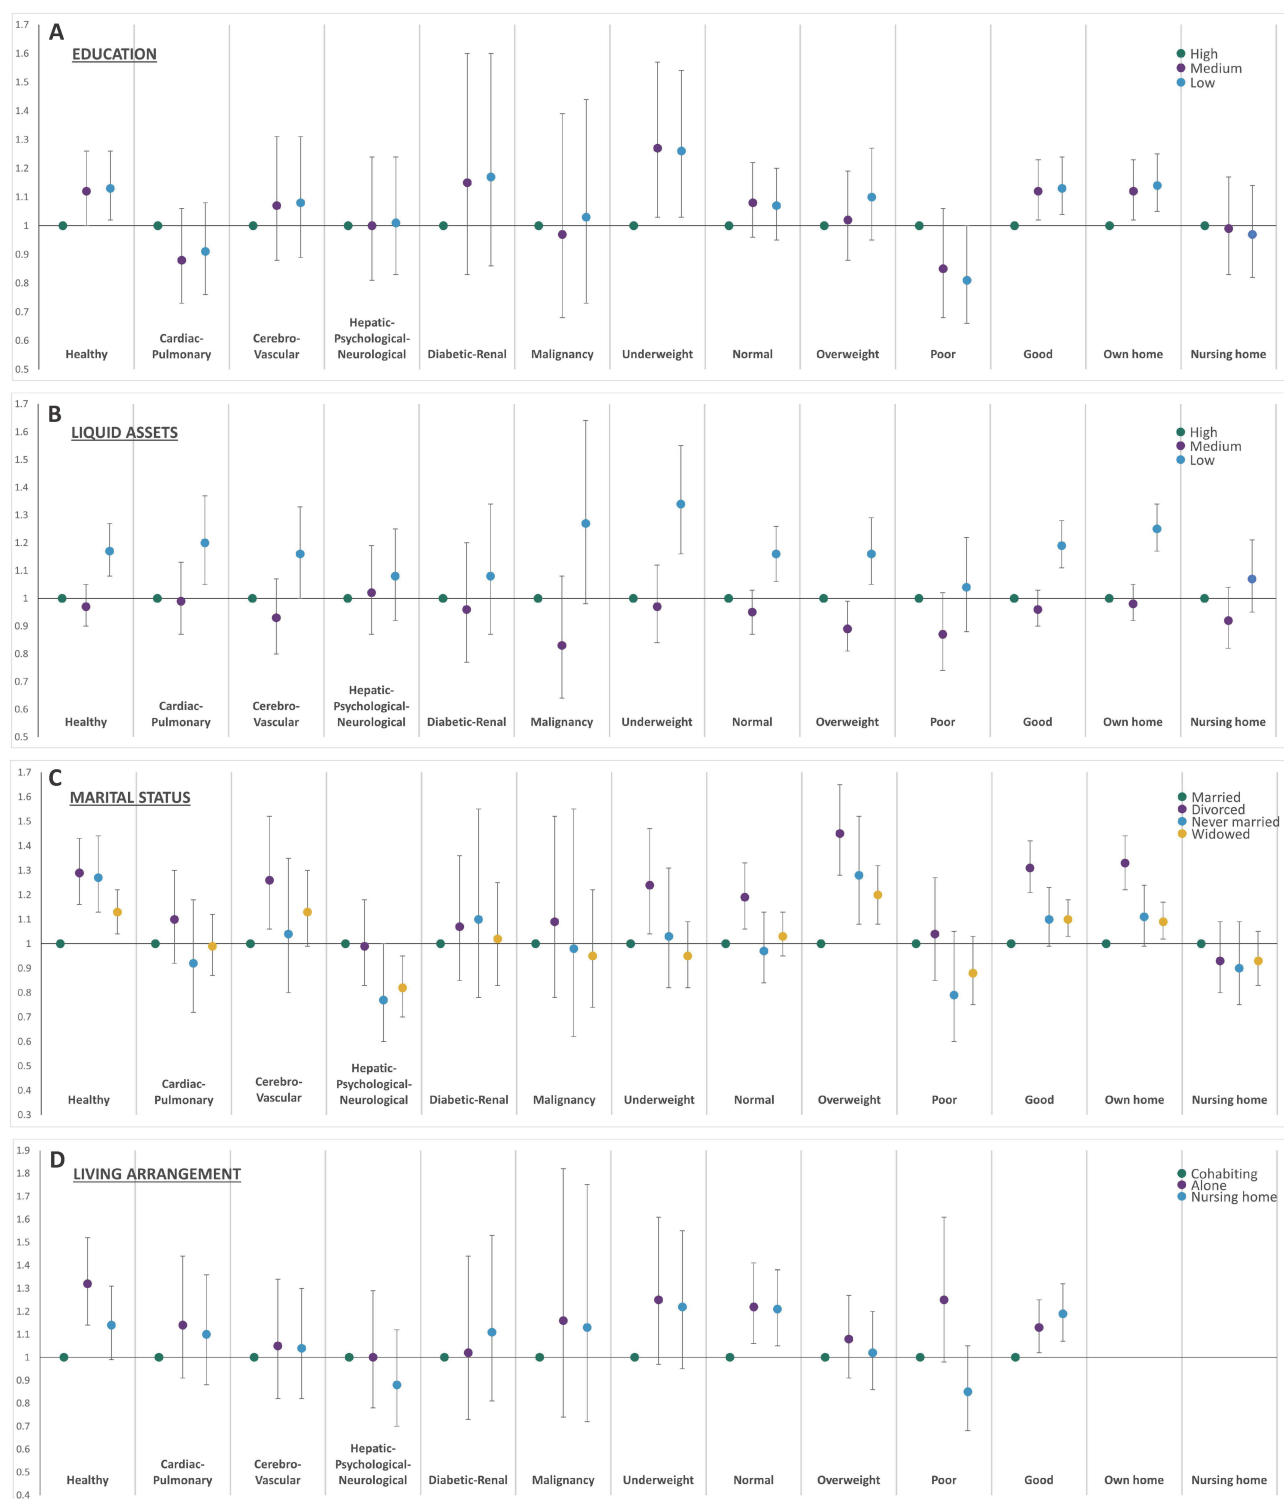 A
EDUCATION
High
Medium
Low
1.7
1.6
1.5
1.4
1.3
1.2
1.1
1
0.9
0.8
0.7
0.6
0.5
Healthy
Cardiac-
Pulmonary
Cerebro-
Vascular
Hepatic-
Psychological-
Neurological
Diabetic-Renal
Malignancy
Underweight
Normal
Overweight
Poor
Good
Own home
Nursing home
B
LIQUID ASSETS
High
Medium
Low
1.7
1.6
1.5
1.4
1.3
1.2
1.1
1
0.9
0.8
0.7
0.6
0.5
Healthy
Cardiac-
Pulmonary
Cerebro-
Vascular
Hepatic-
Psychological-
Neurological
Diabetic-Renal
Malignancy
Underweight
Normal
Overweight
Poor
Good
Own home
Nursing home
C
MARITAL STATUS
Married
Divorced
Never married
Widowed
1.7
1.6
1.5
1.4
1.3
1.2
1.1
1
0.9
0.8
0.7
0.6
0.5
0.4
0.3
Healthy
Cardiac-
Pulmonary
Cerebro-
Vascular
Hepatic-
Psychological-
Neurological
Diabetic-Renal
Malignancy
Underweight
Normal
Overweight
Poor
Good
Own home
Nursing home
D
LIVING ARRANGEMENT
Cohabiting
Alone
Nursing home
1.9
1.8
1.7
1.6
1.5
1.4
1.3
1.2
1.1
1
0.9
0.8
0.7
0.6
0.5
0.4
Healthy
Cardiac-
Pulmonary
Cerebro-
Vascular
Hepatic-
Psychological-
Neurological
Diabetic-Renal
Malignancy
Underweight
Normal
Overweight
Poor
Good
Own home
Nursing home